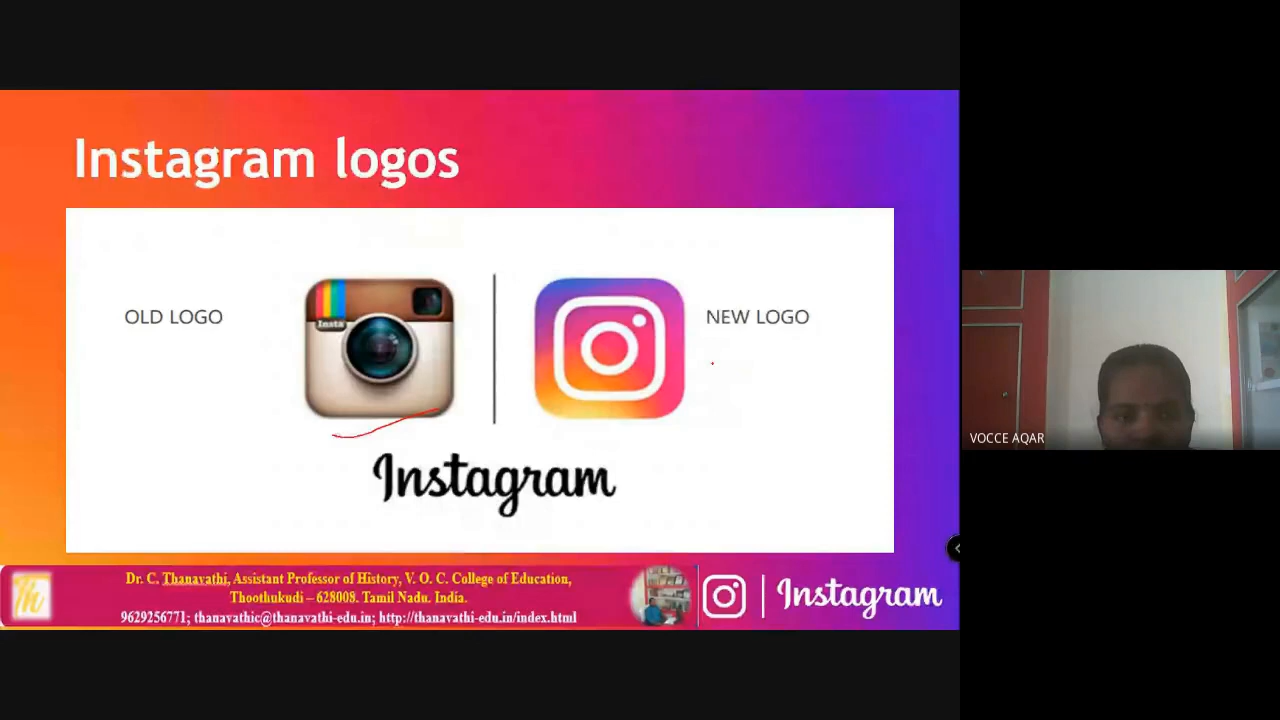 Instagram logos
OLD LOGO
Insta
NEW LOGO
Instagram
Dr. C. Thanavathi, Assistant Professor of History, V. O. C. College of Education,
Thoothukudi – 628008. Tamil Nadu. India.
9629256771; thanavathic@thanavathi-edu.in; http://thanavathi-edu.in/index.html
Th
Instagram
VOCCE AQAR